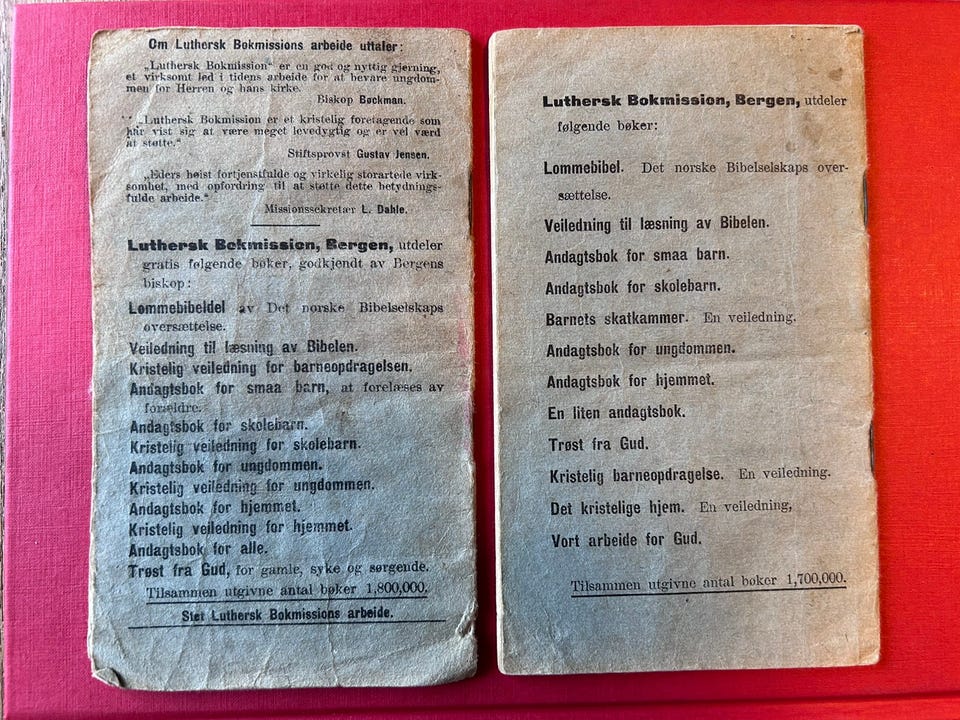 Om Luthersk Bokmissions arbeide uttaler:
„Luthersk Bokmission“ er en god og nyttig gjerning,
et virksomt led i tidens arbeide for at bevare ungdom-
men for Herren og hans kirke.
Biskop Bøckman.
„Luthersk Bokmission er et kristelig foretagende som
har vist sig at være meget levedygtig og er vel værd
at støtte.“
Stiftsprovst Gustav Jensen.
„Eders høist fortjenstfulde og virkelig storartede virk-
somhet, med opfordring til at støtte dette betydnings-
fulde arbeide.“
Missionssekretær L. Dahle.
Luthersk Bokmission, Bergen, utdeler
gratis følgende bøker, godkjendt av Bergens
biskop:
Lommebibeldel av Det norske Bibelselskaps
oversættelse.
Veiledning til læsning av Bibelen.
Kristelig veiledning for barneopdragelsen.
Andagtsbok for smaa barn, at forelæses av
forældre.
Andagtsbok for skolebarn.
Kristelig veiledning for skolebarn.
Andagtsbok for ungdommen.
Kristelig veiledning for ungdommen.
Andagtsbok for hjemmet.
Kristelig veiledning for hjemmet.
Andagtsbok for alle.
Trøst fra Gud, for gamle, syke og sørgende.
Tilsammen utgivne antal bøker 1,800,000.
Støt Luthersk Bokmissions arbeide.
Luthersk Bokmission, Bergen, utdeler
følgende bøker:
Lommebibel. Det norske Bibelselskaps over-
sættelse.
Veiledning til læsning av Bibelen.
Andagtsbok for smaa barn.
Andagtsbok for skolebarn.
Barnets skatkammer. En veiledning.
Andagtsbok for ungdommen.
Andagtsbok for hjemmet.
En liten andagtsbok.
Trøst fra Gud.
Kristelig barneopdragelse. En veiledning.
Det kristelige hjem. En veiledning,
Vort arbeide for Gud.
Tilsammen utgivne antal bøker 1,700,000.